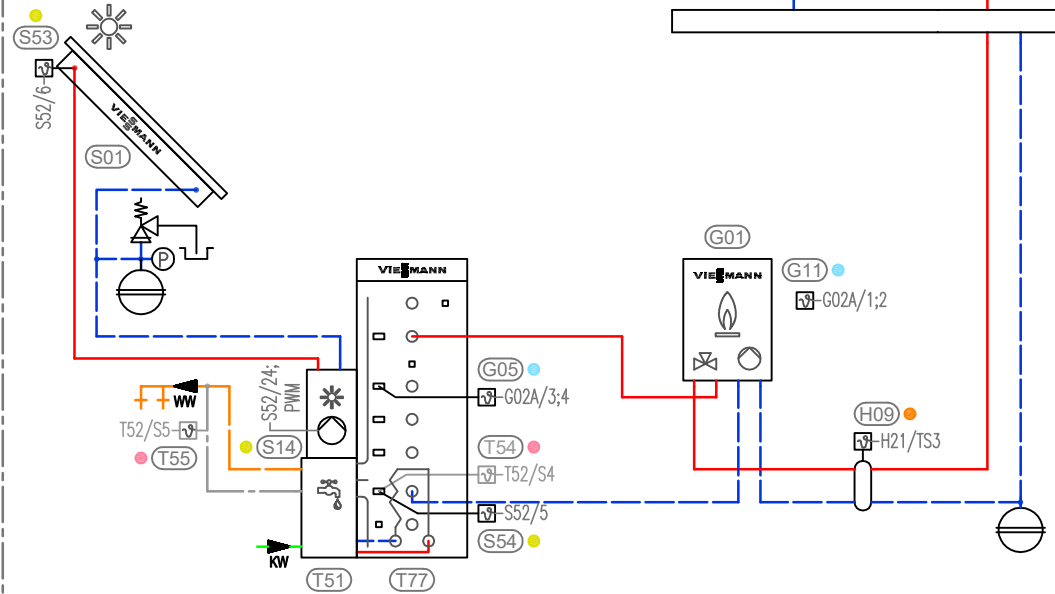 S53
S52/6
VIESSMANN
S01
P
G01
VIESMANN
G11
G02A/1;2
VIESMANN
G05
G02A/3;4
S52/24;
PWM
WW
T52/S5
T55
S14
H09
H21/TS3
T54
T52/S4
S52/5
S54
KW
T51
T77